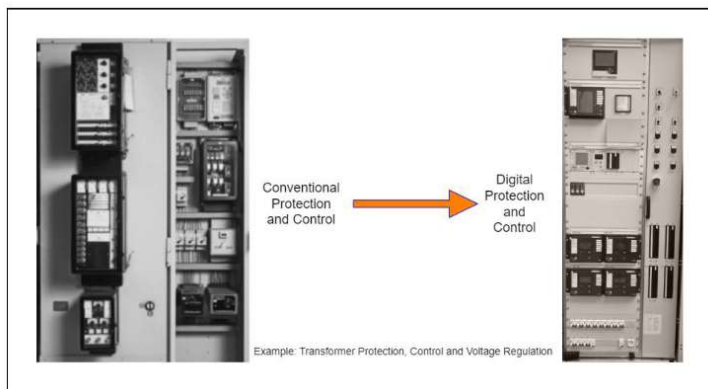 Conventional
Protection
and Control
Digital
Protection
and
Control
Example: Transformer Protection, Control and Voltage Regulation